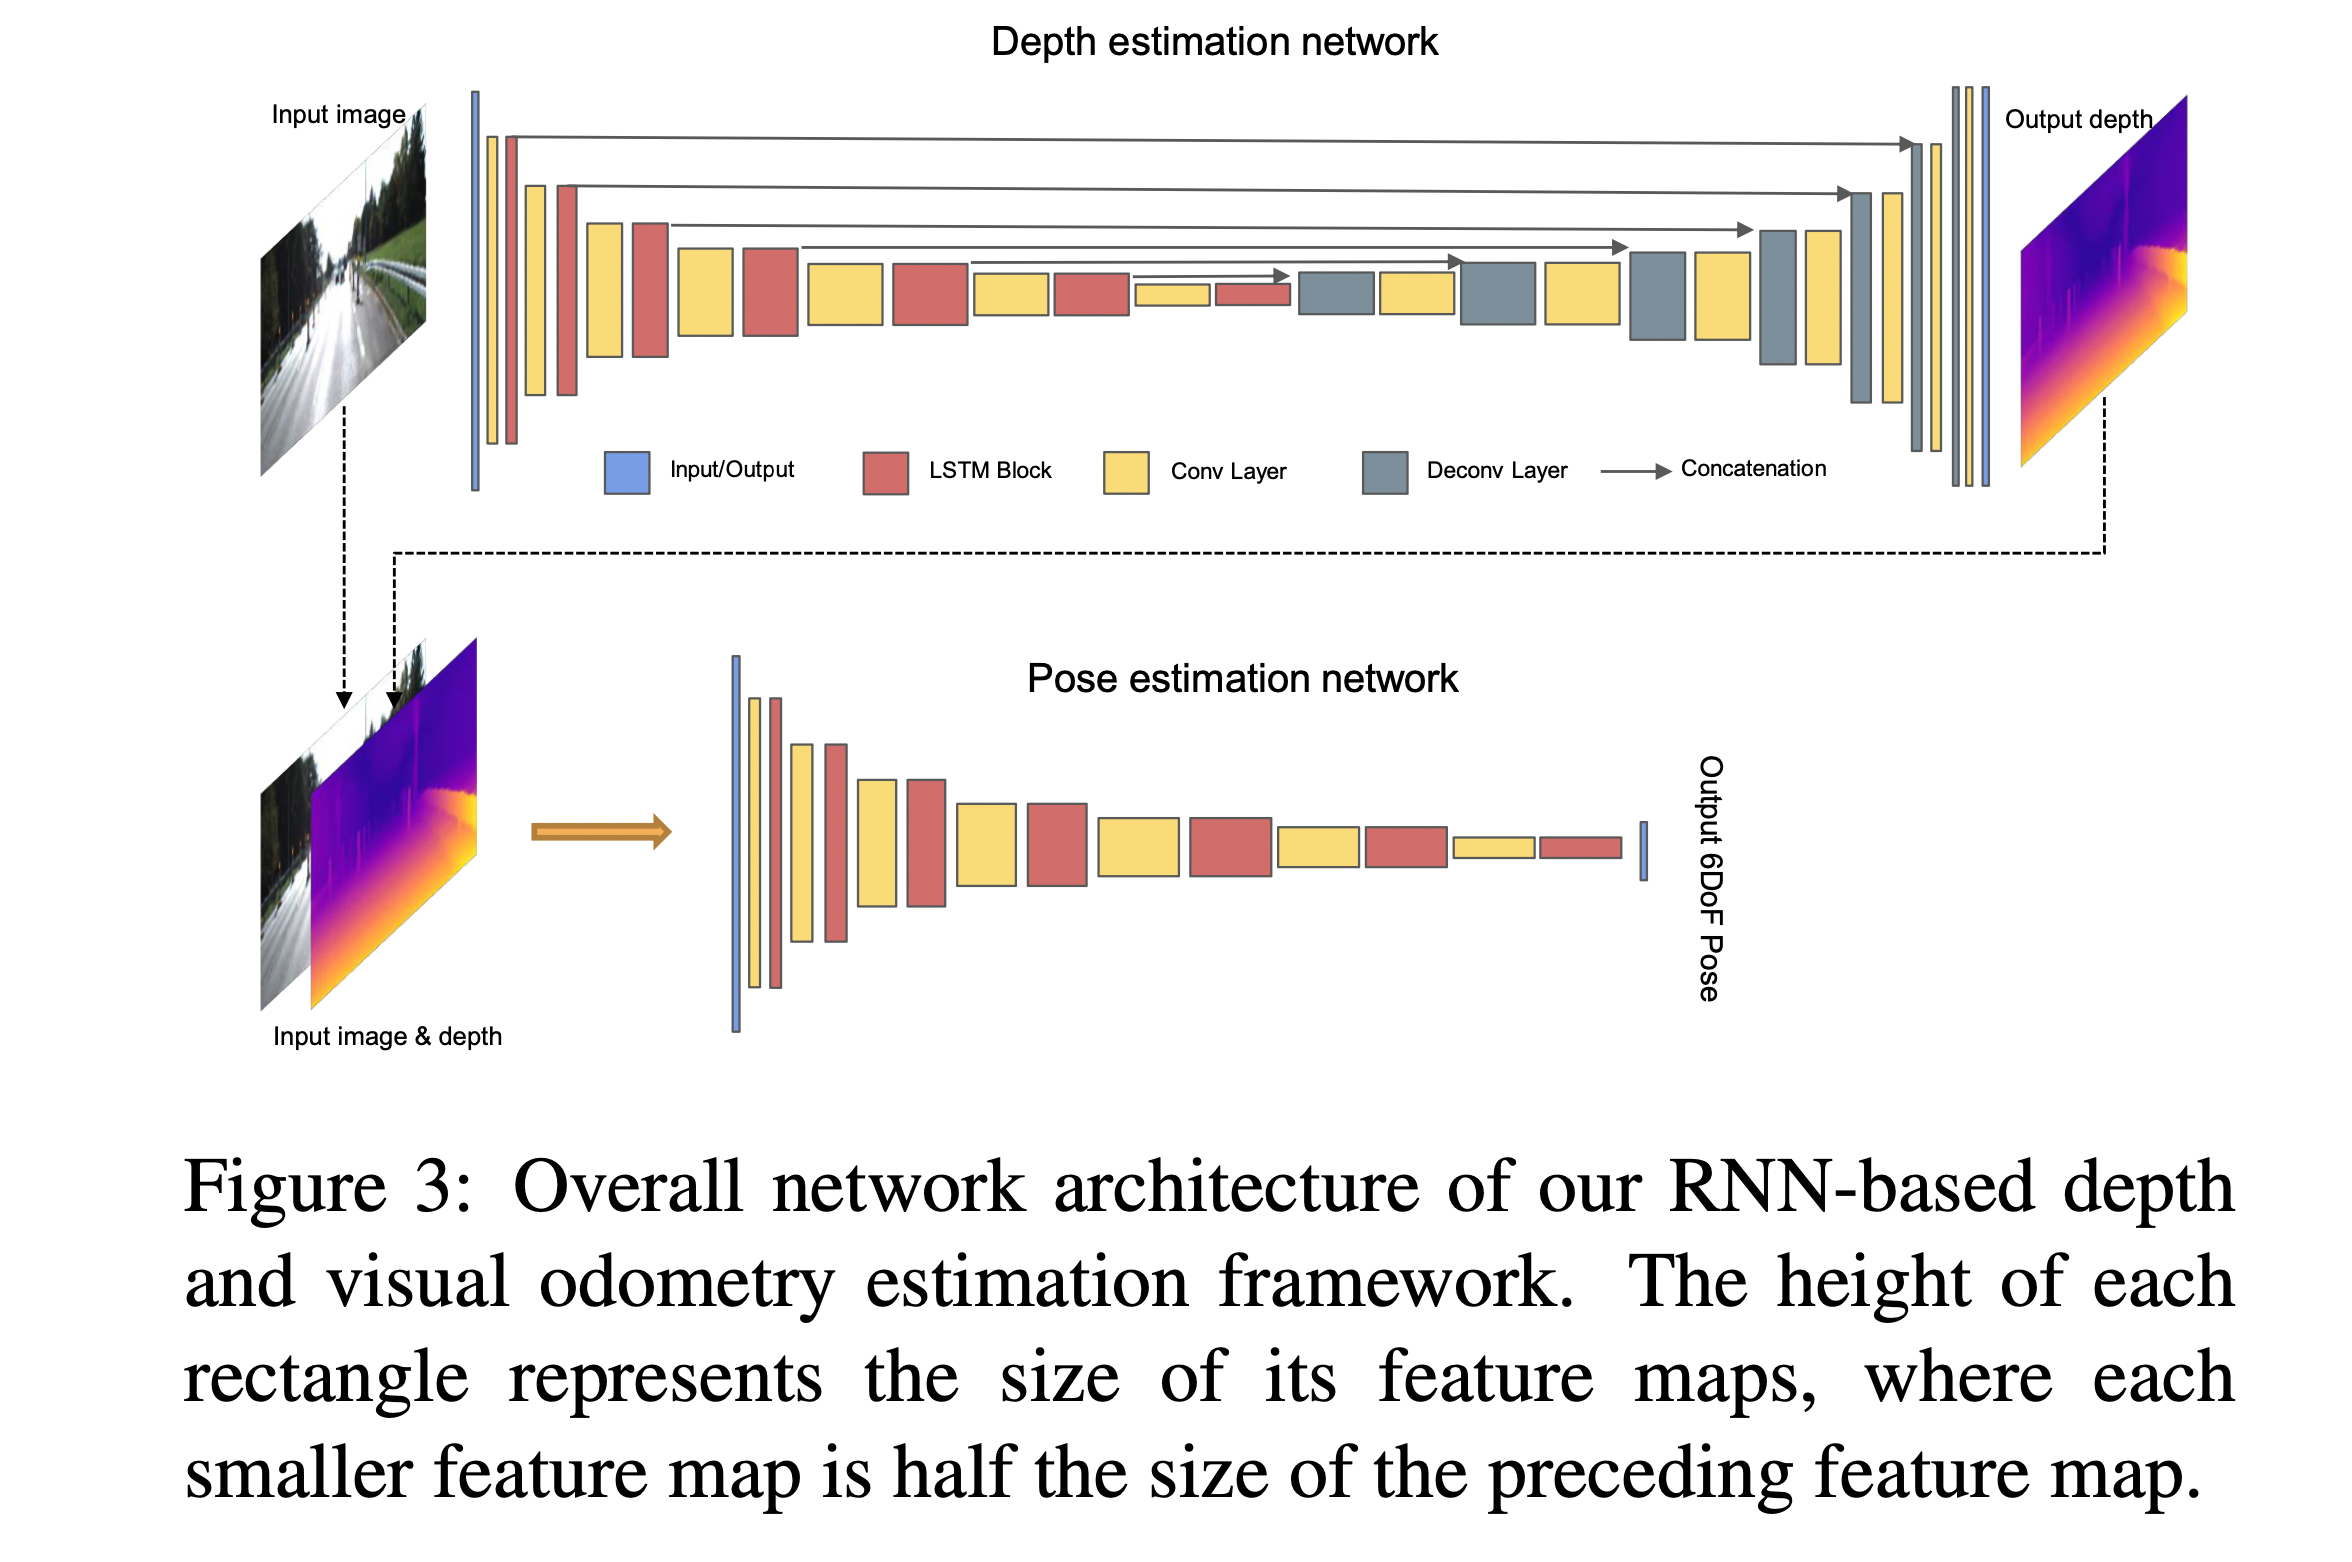 Depth estimation network
Input image
Output depth
Input/Output
LSTM Block
Conv Layer
Deconv Layer
Concatenation
Pose estimation network
Output 6DoF Pose
Input image & depth
Figure 3: Overall network architecture of our RNN-based depth
and visual odometry estimation framework. The height of each
rectangle represents the size of its feature maps, where each
smaller feature map is half the size of the preceding feature map.